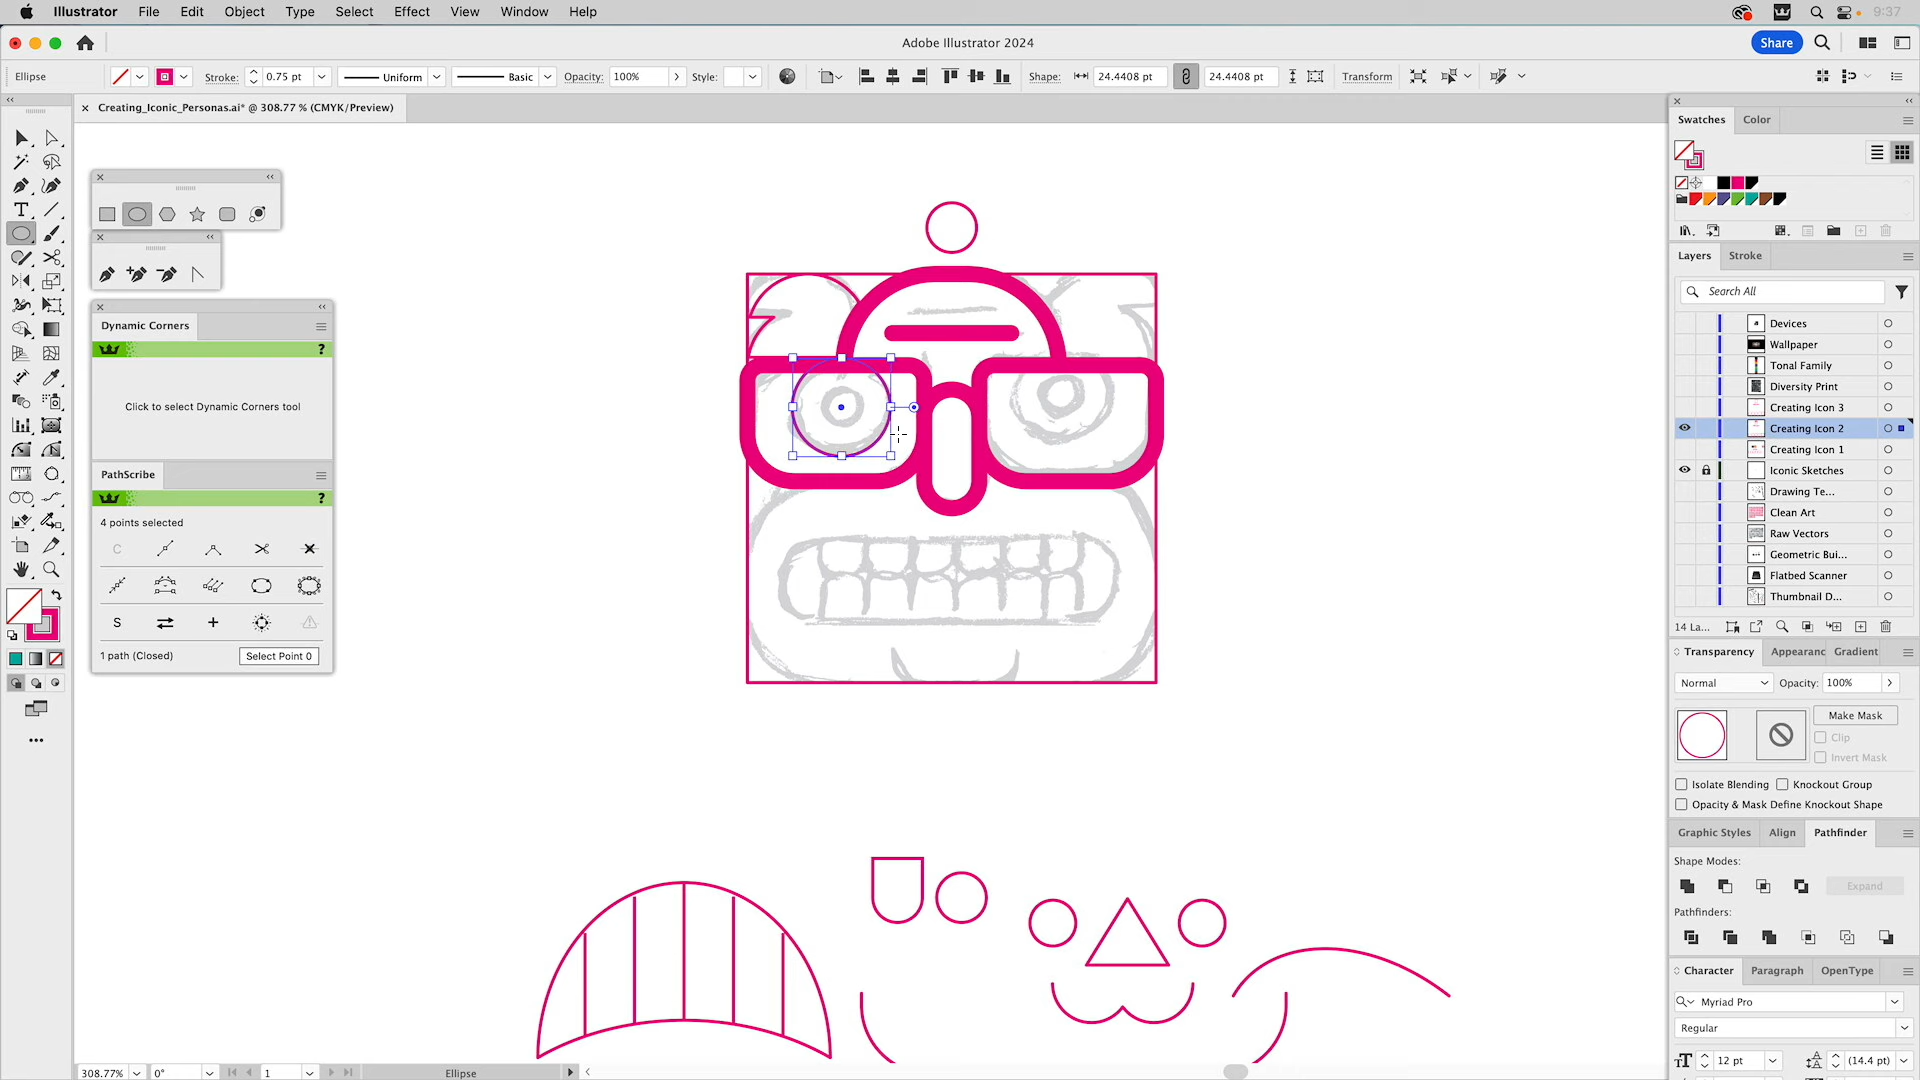 Illustrator File Edit Object Type Select Effect View Window Help 9:37
Adobe Illustrator 2024 Share
Ellipse Stroke: 0.75 pt Uniform Basic Opacity: 100% Style: Shape: 24.4408 pt 24.4408 pt Transform
Creating_Iconic_Personas.ai* @ 308.77 % (CMYK/Preview)
Dynamic Corners
?
Click to select Dynamic Corners tool
PathScribe
?
4 points selected
C
S
1 path (Closed) Select Point 0
Swatches Color
Layers Stroke
Search All
Devices
Wallpaper
Tonal Family
Diversity Print
Creating Icon 3
Creating Icon 2
Creating Icon 1
Iconic Sketches
Drawing Te...
Clean Art
Raw Vectors
Geometric Bui...
Flatbed Scanner
Thumbnail D...
14 La...
Transparency Appearanc Gradient
Normal Opacity: 100%
Make Mask
Clip
Invert Mask
Isolate Blending Knockout Group
Opacity & Mask Define Knockout Shape
Graphic Styles Align Pathfinder
Shape Modes:
Expand
Pathfinders:
Character Paragraph OpenType
Myriad Pro
Regular
12 pt (14.4 pt)
308.77% 0° 1 Ellipse